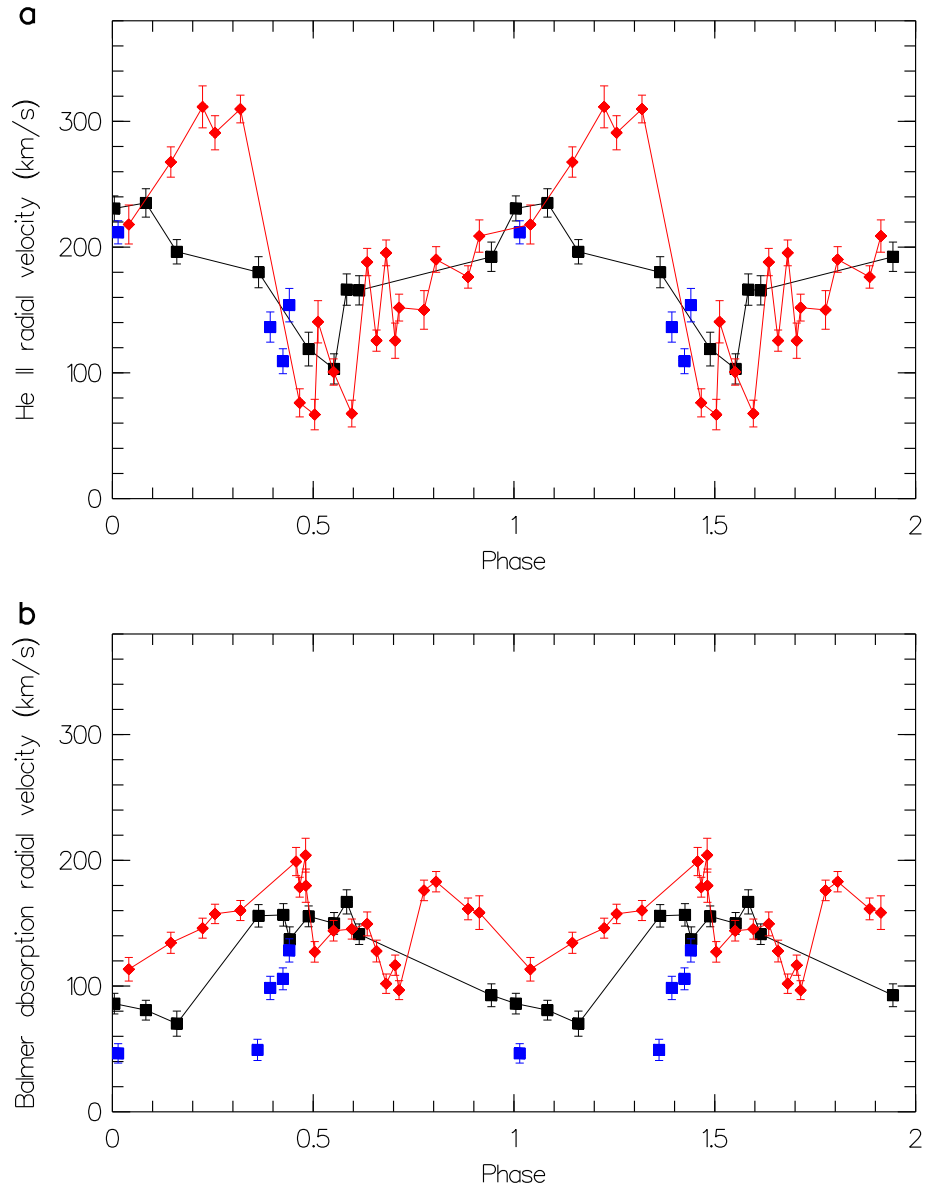 a
He II radial velocity (km/s)
300
200
100
0
0 0.5 1 1.5 2
Phase
b
Balmer absorption radial velocity (km/s)
300
200
100
0
0 0.5 1 1.5 2
Phase